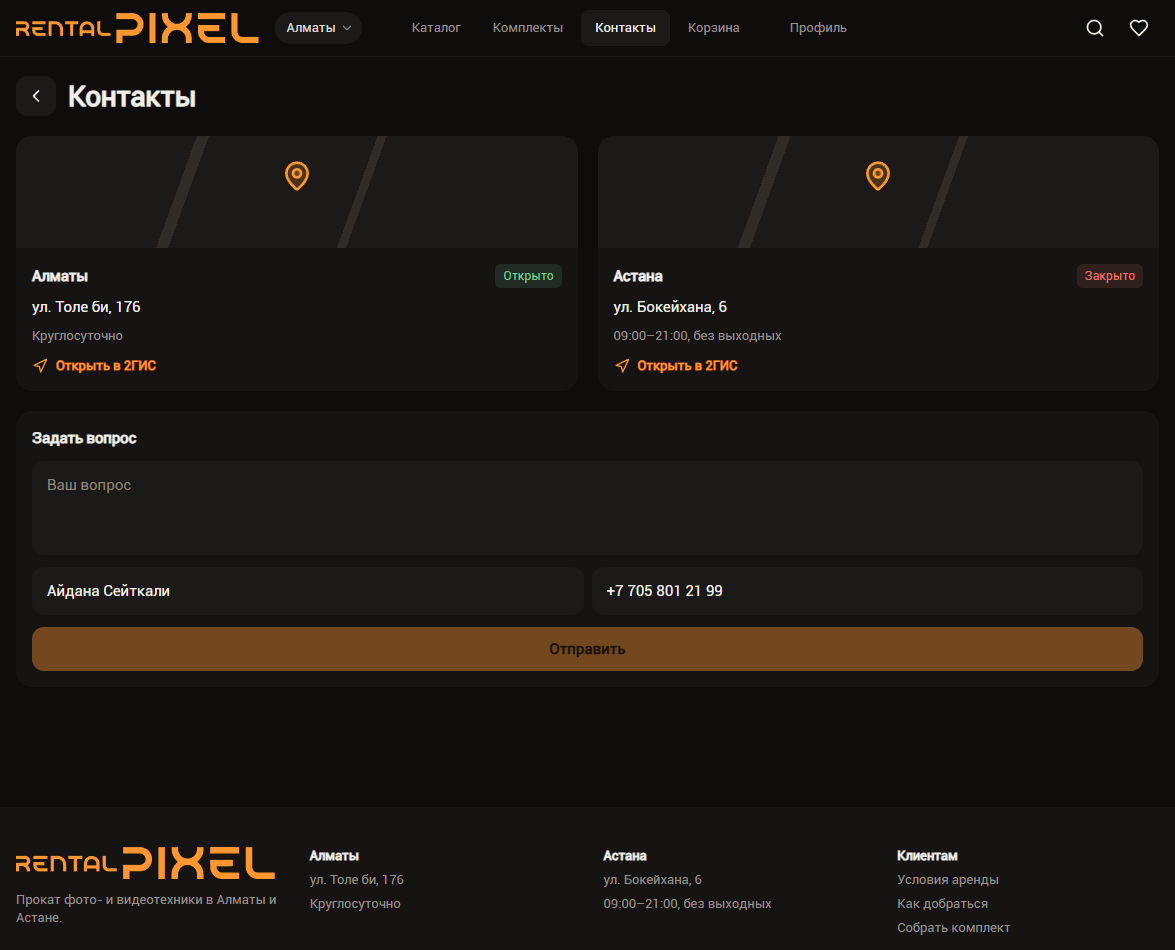 RENTAL PIXEL
Алматы
Каталог
Комплекты
Контакты
Корзина
Профиль
Контакты
Алматы
Открыто
ул. Толе би, 176
Круглосуточно
Открыть в 2ГИС
Астана
Закрыто
ул. Бокейхана, 6
09:00–21:00, без выходных
Открыть в 2ГИС
Задать вопрос
Ваш вопрос
Айдана Сейткали
+7 705 801 21 99
Отправить
RENTAL PIXEL
Прокат фото- и видеотехники в Алматы и
Астане.
Алматы
ул. Толе би, 176
Круглосуточно
Астана
ул. Бокейхана, 6
09:00–21:00, без выходных
Клиентам
Условия аренды
Как добраться
Собрать комплект